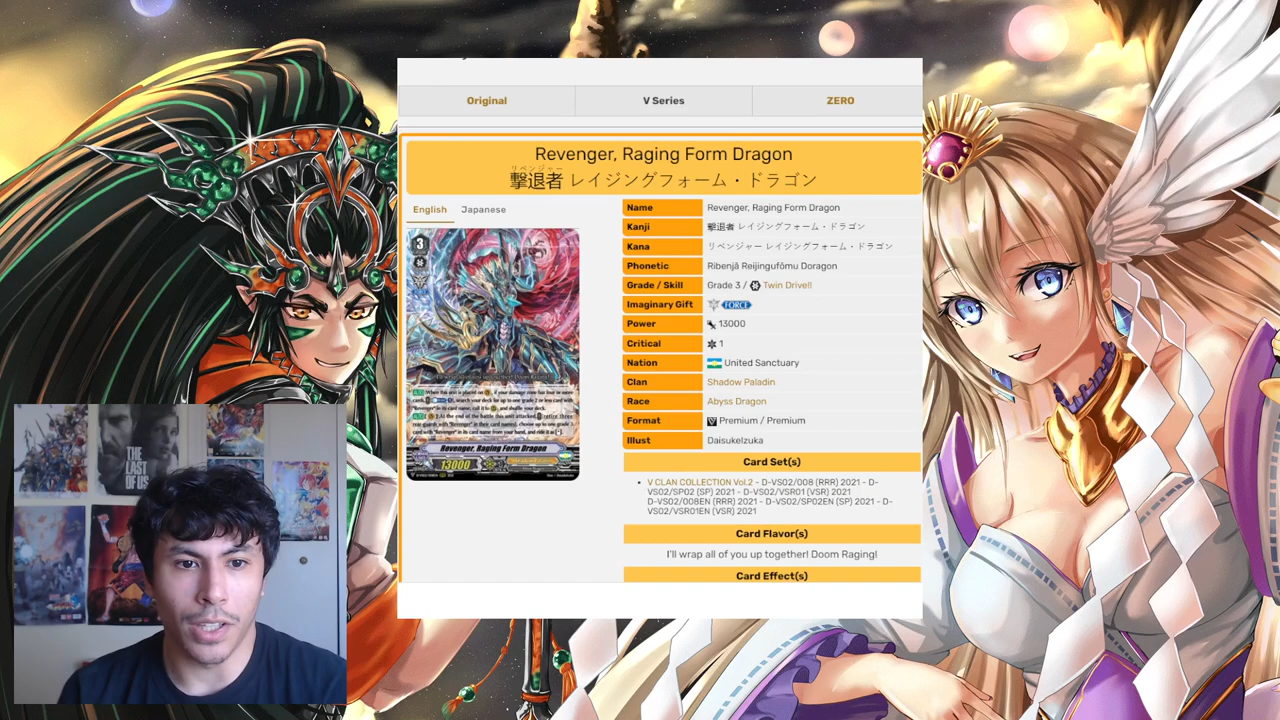 Original
V Series
ZERO
Revenger, Raging Form Dragon
リベンジャー
撃退者 レイジングフォーム・ドラゴン
English
Japanese
Name Revenger, Raging Form Dragon
Kanji 撃退者 レイジングフォーム・ドラゴン
Kana リベンジャー レイジングフォーム・ドラゴン
Phonetic Ribenjā Reijingufōmu Doragon
Grade / Skill Grade 3 / Twin Drive!!
Imaginary Gift FORCE
Power 13000
Critical 1
Nation United Sanctuary
Clan Shadow Paladin
Race Abyss Dragon
Format Premium / Premium
Illust DaisukeIzuka
Card Set(s)
V CLAN COLLECTION Vol.2 - D-VS02/008 (RRR) 2021 - D-
VS02/SP02 (SP) 2021 - D-VS02/VSR01 (VSR) 2021
D-VS02/008EN (RRR) 2021 - D-VS02/SP02EN (SP) 2021 - D-
VS02/VSR01EN (VSR) 2021
Card Flavor(s)
I'll wrap all of you up together! Doom Raging!
Card Effect(s)
3
Revenger, Raging Form Dragon
13000
THE
LAST
OF US